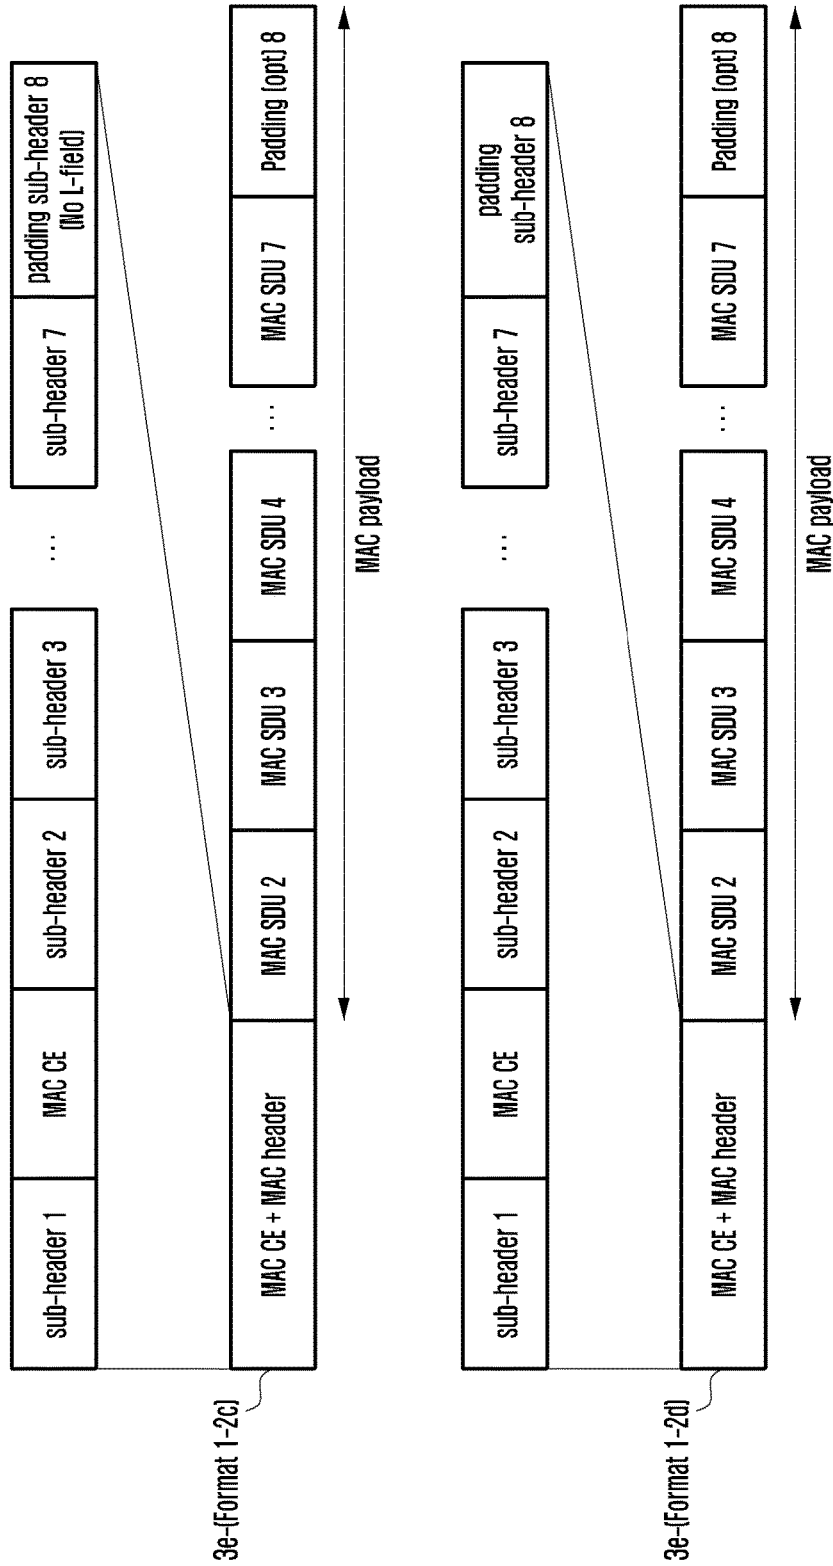 sub-header 1
MAC CE
sub-header 2
sub-header 3
...
sub-header 7
padding sub-header 8
(No L-field)
3e-(Format 1-2c)
MAC CE + MAC header
MAC SDU 2
MAC SDU 3
MAC SDU 4
...
MAC SDU 7
Padding (opt) 8
MAC payload
sub-header 1
MAC CE
sub-header 2
sub-header 3
...
sub-header 7
padding
sub-header 8
3e-(Format 1-2d)
MAC CE + MAC header
MAC SDU 2
MAC SDU 3
MAC SDU 4
...
MAC SDU 7
Padding (opt) 8
MAC payload